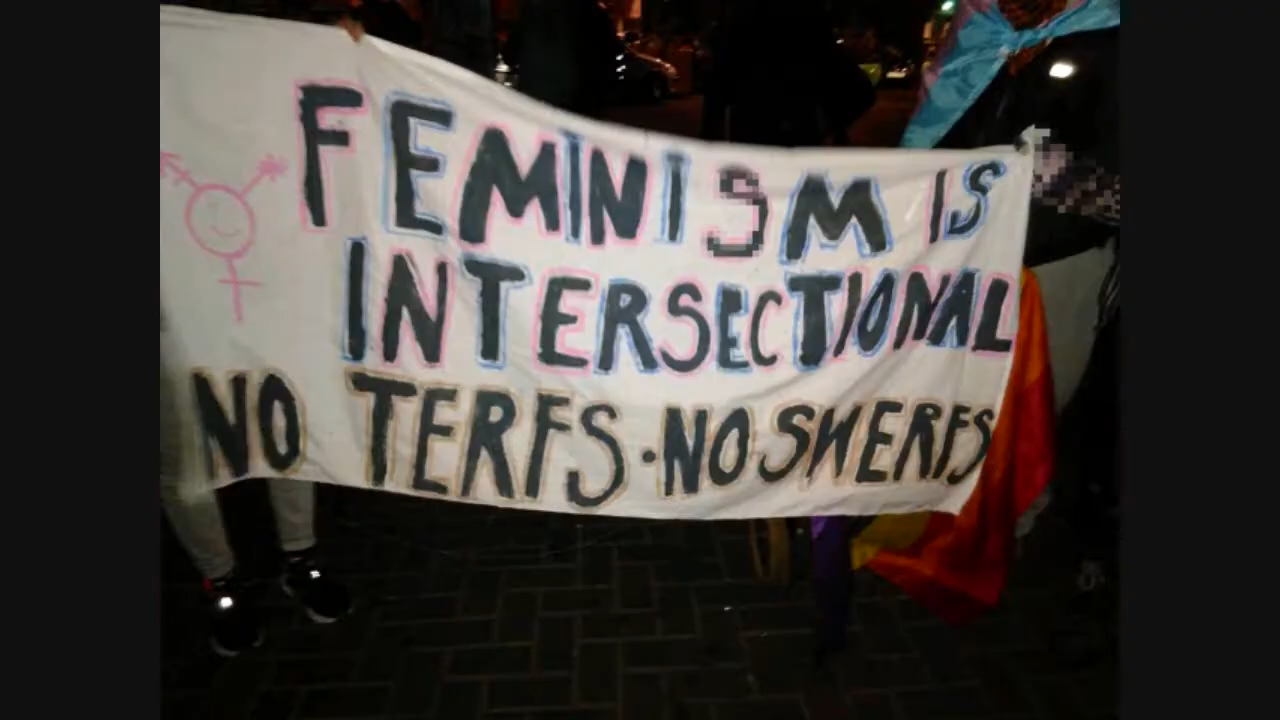 FEMINISM IS
INTERSECTIONAL
NO TERFS · NO SWERFS